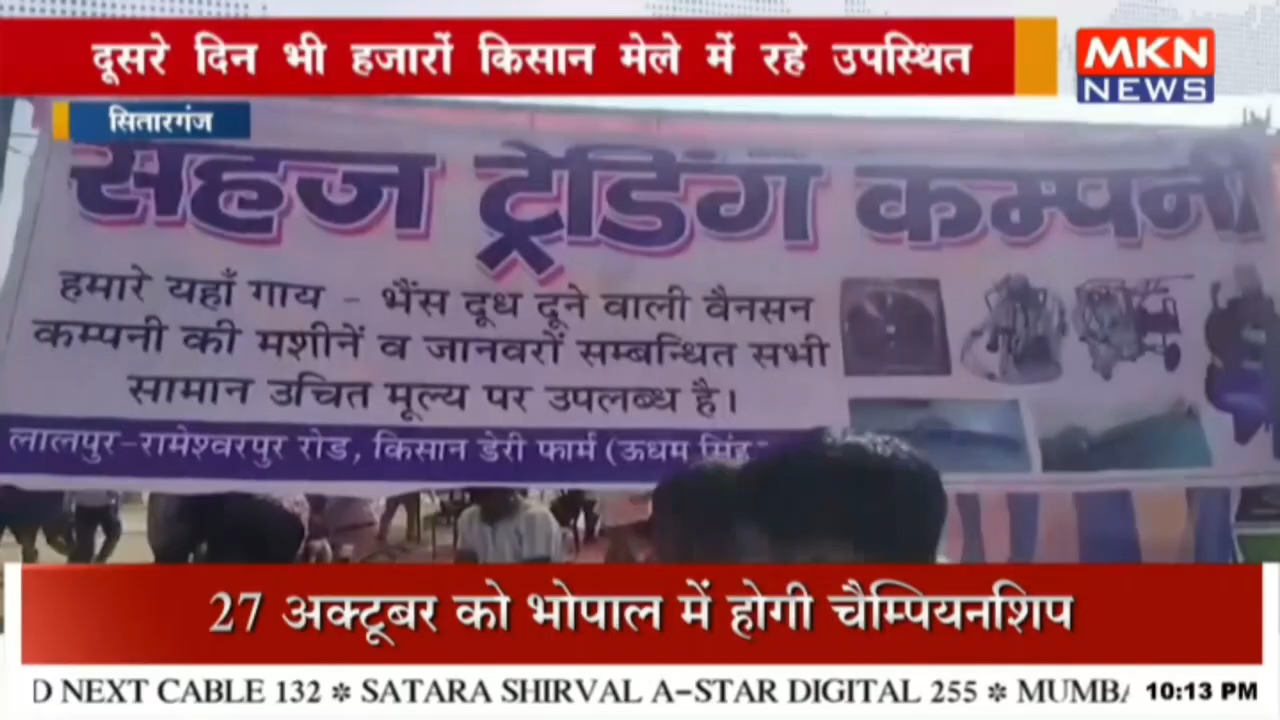 दूसरे दिन भी हजारों किसान मेले में रहे उपस्थित
MKN
NEWS
सितारगंज
सहज ट्रेडिंग कम्पनी
हमारे यहाँ गाय - भैंस दूध दूने वाली वैनसन
कम्पनी की मशीनें व जानवरों सम्बन्धित सभी
सामान उचित मूल्य पर उपलब्ध है।
लालपुर-रामेश्वरपुर रोड, किसान डेरी फार्म (ऊधम सिंह
27 अक्टूबर को भोपाल में होगी चैम्पियनशिप
D NEXT CABLE 132 * SATARA SHIRVAL A-STAR DIGITAL 255 * MUMBA 10:13 PM